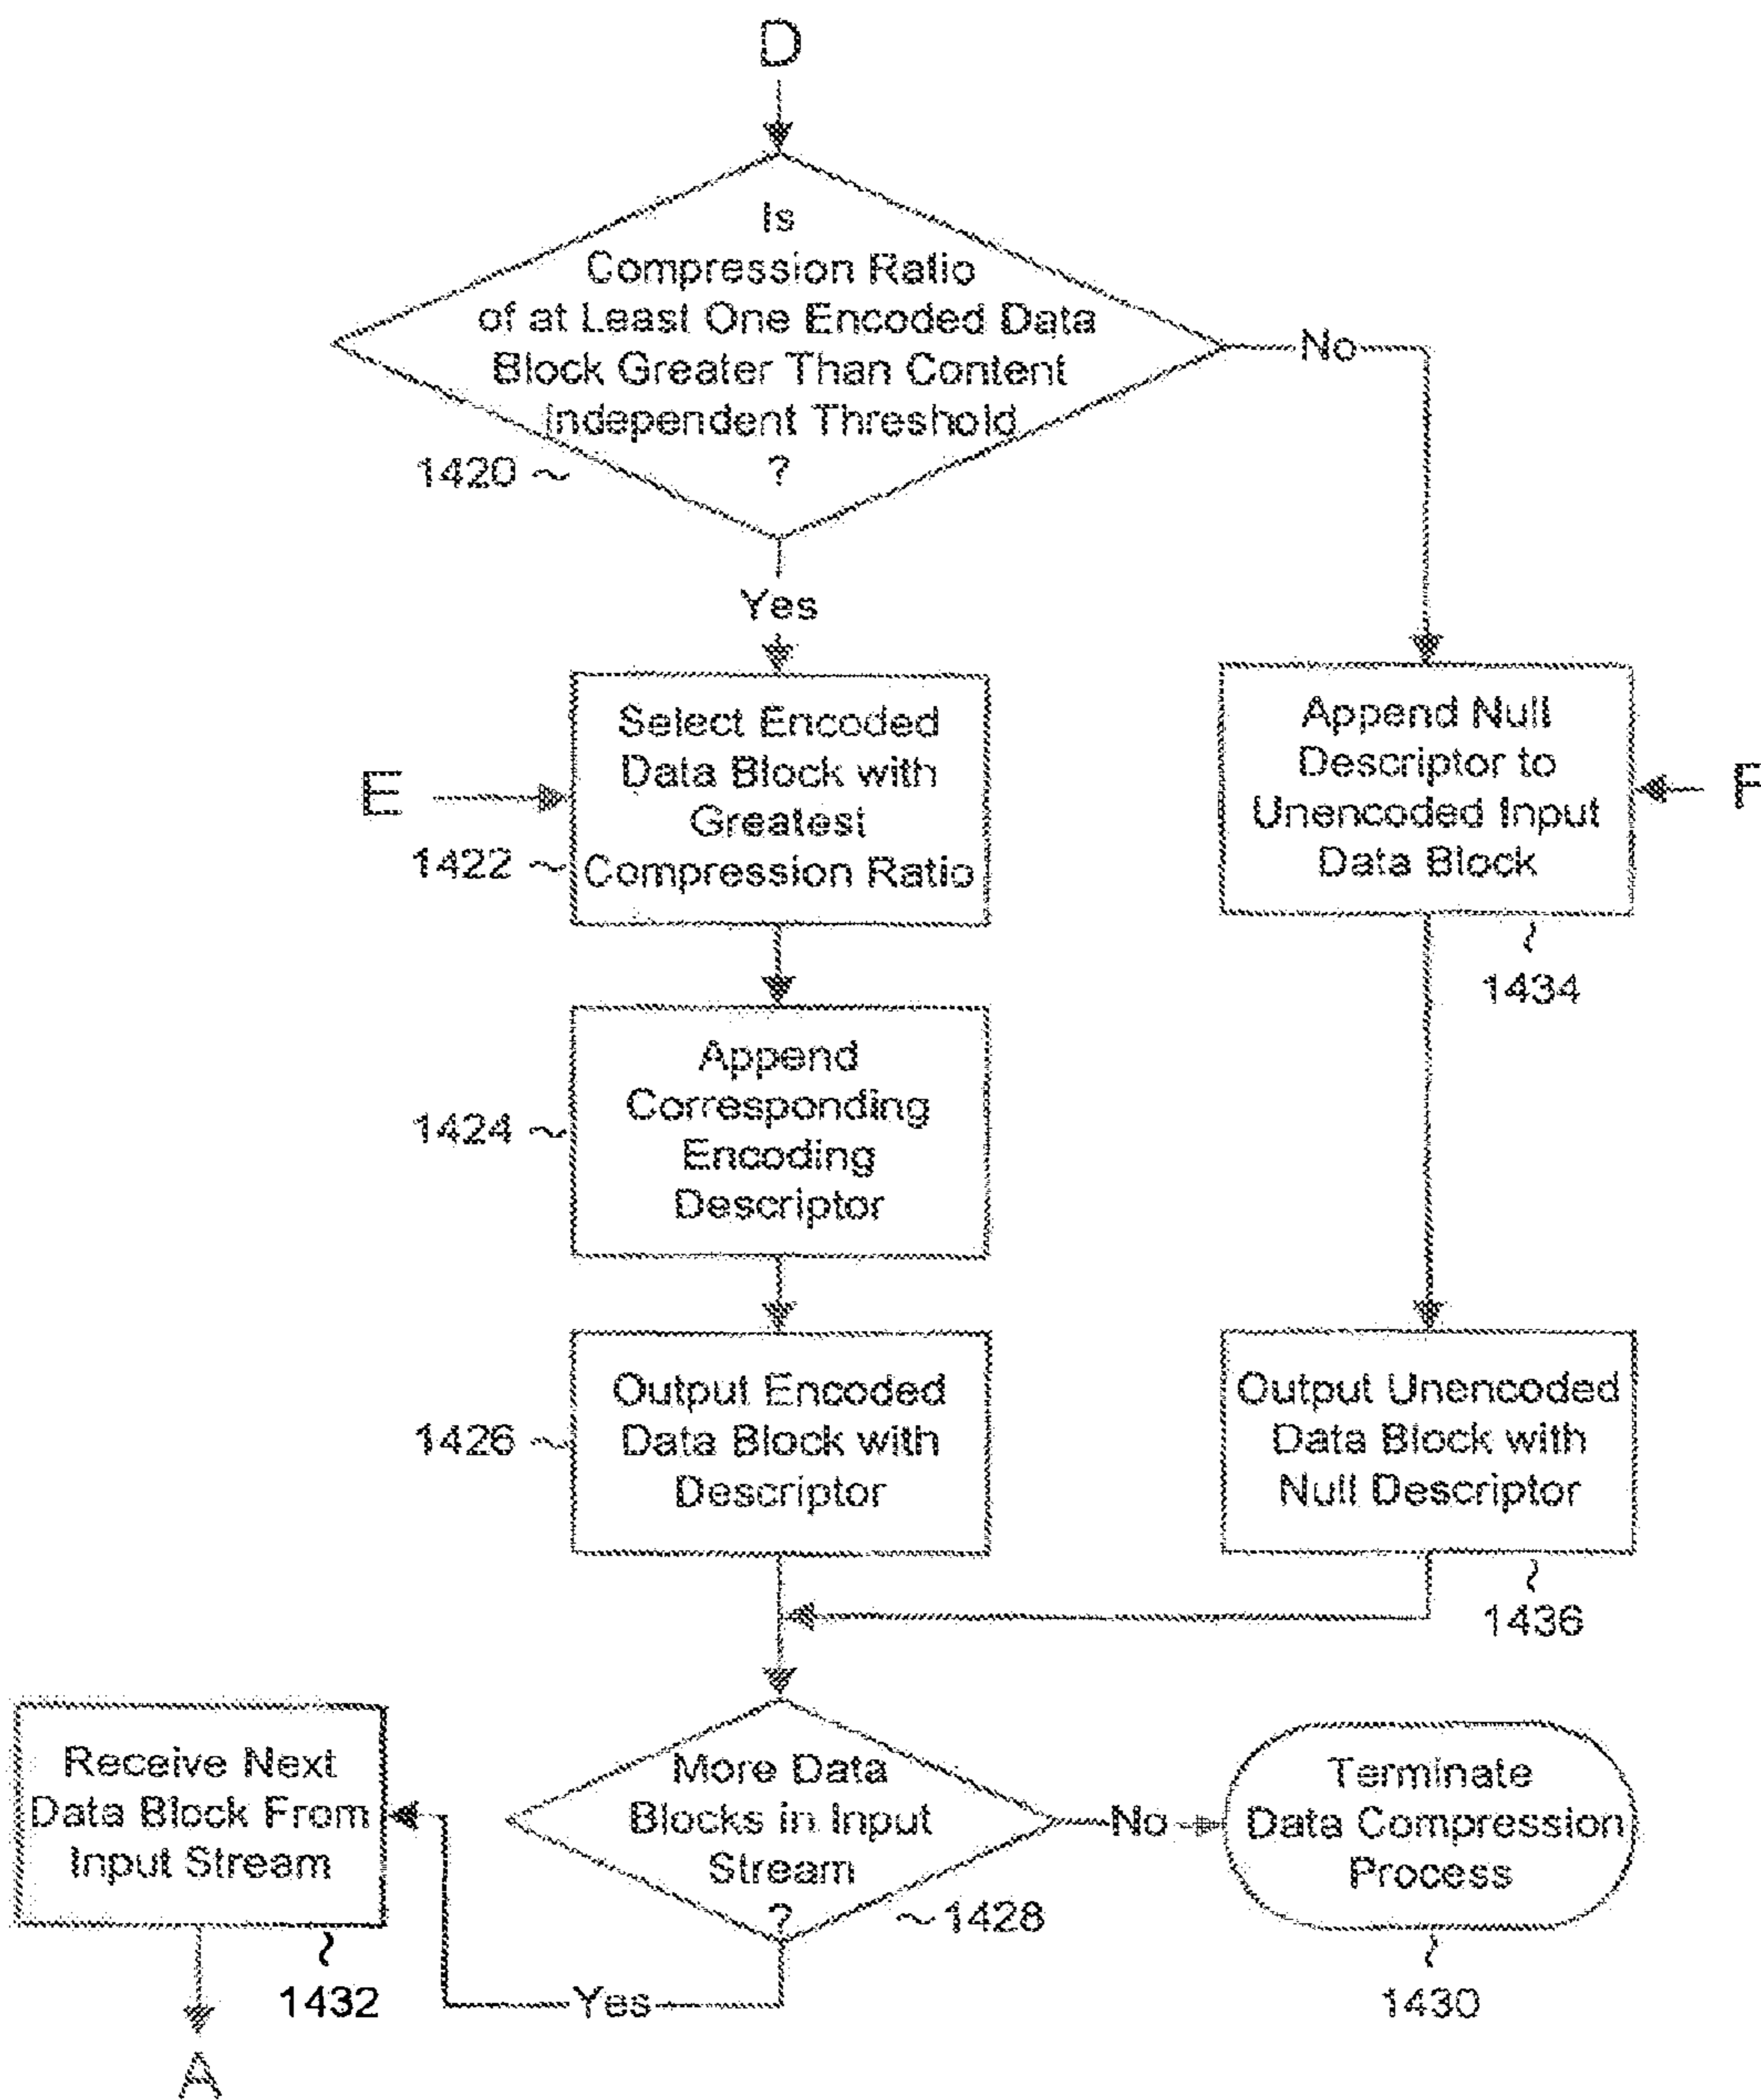 D
Is
Compression Ratio
of at Least One Encoded Data
Block Greater Than Content
Independent Threshold
?
1420
No
Yes
Select Encoded
Data Block with
Greatest
Compression Ratio
E
1422
Append Null
Descriptor to
Unencoded Input
Data Block
F
1434
Append
Corresponding
Encoding
Descriptor
1424
Output Encoded
Data Block with
Descriptor
1426
Output Unencoded
Data Block with
Null Descriptor
1436
Receive Next
Data Block From
Input Stream
1432
More Data
Blocks in Input
Stream
?
1428
No
Terminate
Data Compression
Process
1430
Yes
A